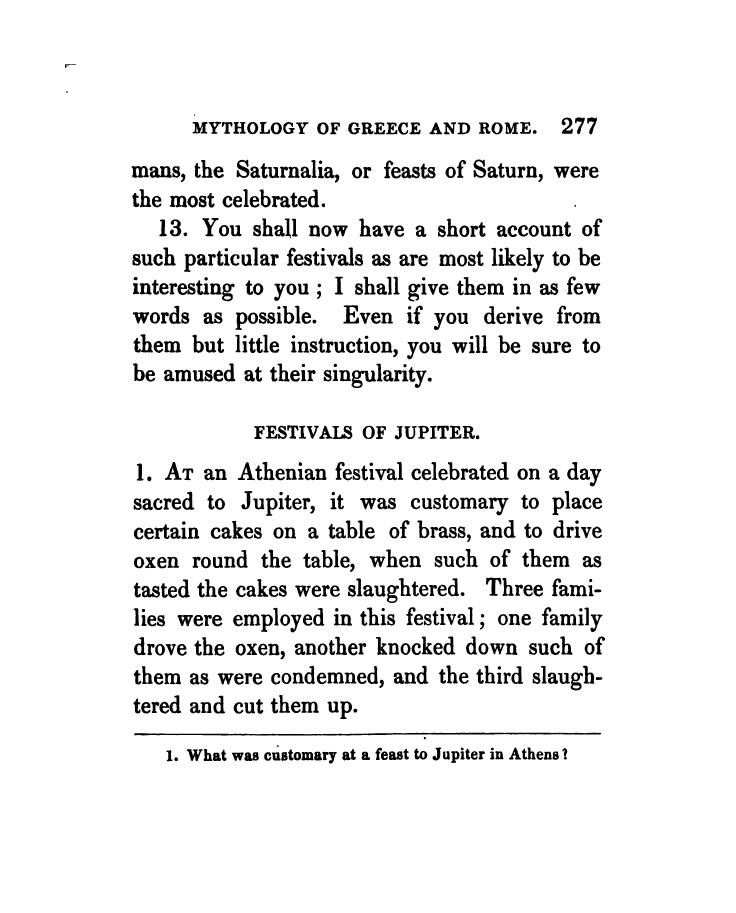 MYTHOLOGY OF GREECE AND ROME. 277
mans, the Saturnalia, or feasts of Saturn, were
the most celebrated.
13. You shall now have a short account of
such particular festivals as are most likely to be
interesting to you ; I shall give them in as few
words as possible. Even if you derive from
them but little instruction, you will be sure to
be amused at their singularity.
FESTIVALS OF JUPITER.
1. AT an Athenian festival celebrated on a day
sacred to Jupiter, it was customary to place
certain cakes on a table of brass, and to drive
oxen round the table, when such of them as
tasted the cakes were slaughtered. Three fami-
lies were employed in this festival ; one family
drove the oxen, another knocked down such of
them as were condemned, and the third slaugh-
tered and cut them up.
1. What was customary at a feast to Jupiter in Athens?